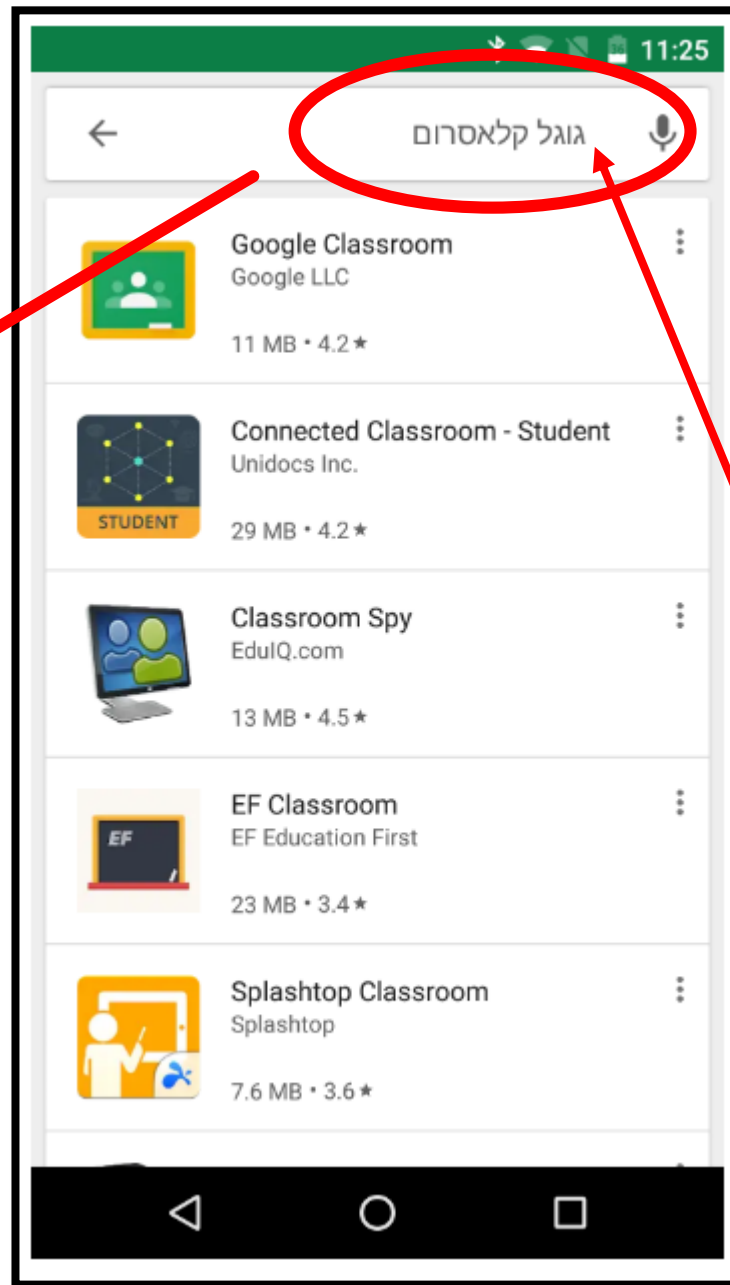 11:25
גוגל קלאסרום
Google Classroom
Google LLC
11 MB • 4.2★
Connected Classroom - Student
Unidocs Inc.
STUDENT
29 MB • 4.2★
Classroom Spy
EduIQ.com
13 MB • 4.5★
EF Classroom
EF Education First
EF
23 MB • 3.4★
Splashtop Classroom
Splashtop
7.6 MB • 3.6★